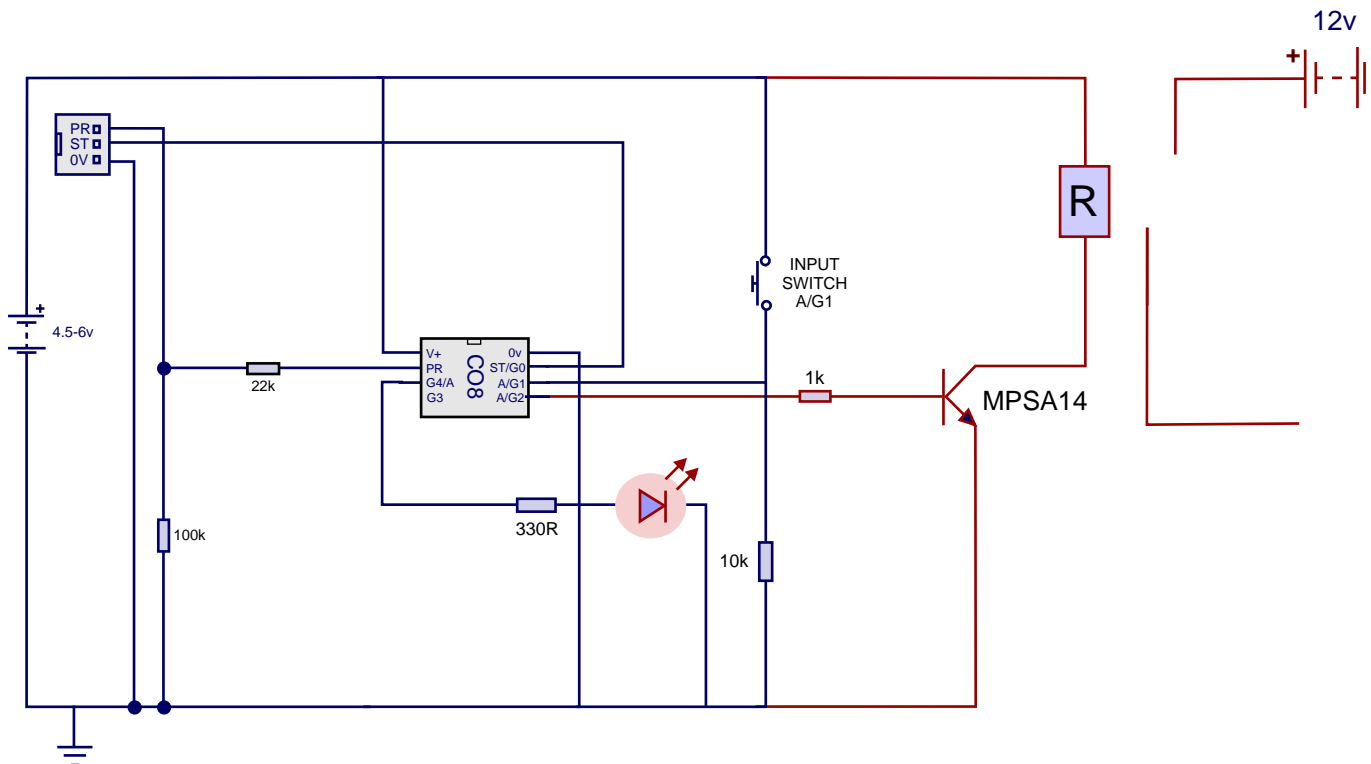 12v
+
PR
ST
0V
INPUT
SWITCH
A/G1
R
+
4.5-6v
V+
PR
G4/A
G3
CO8
0v
ST/G0
A/G1
A/G2
22k
1k
MPSA14
330R
100k
10k